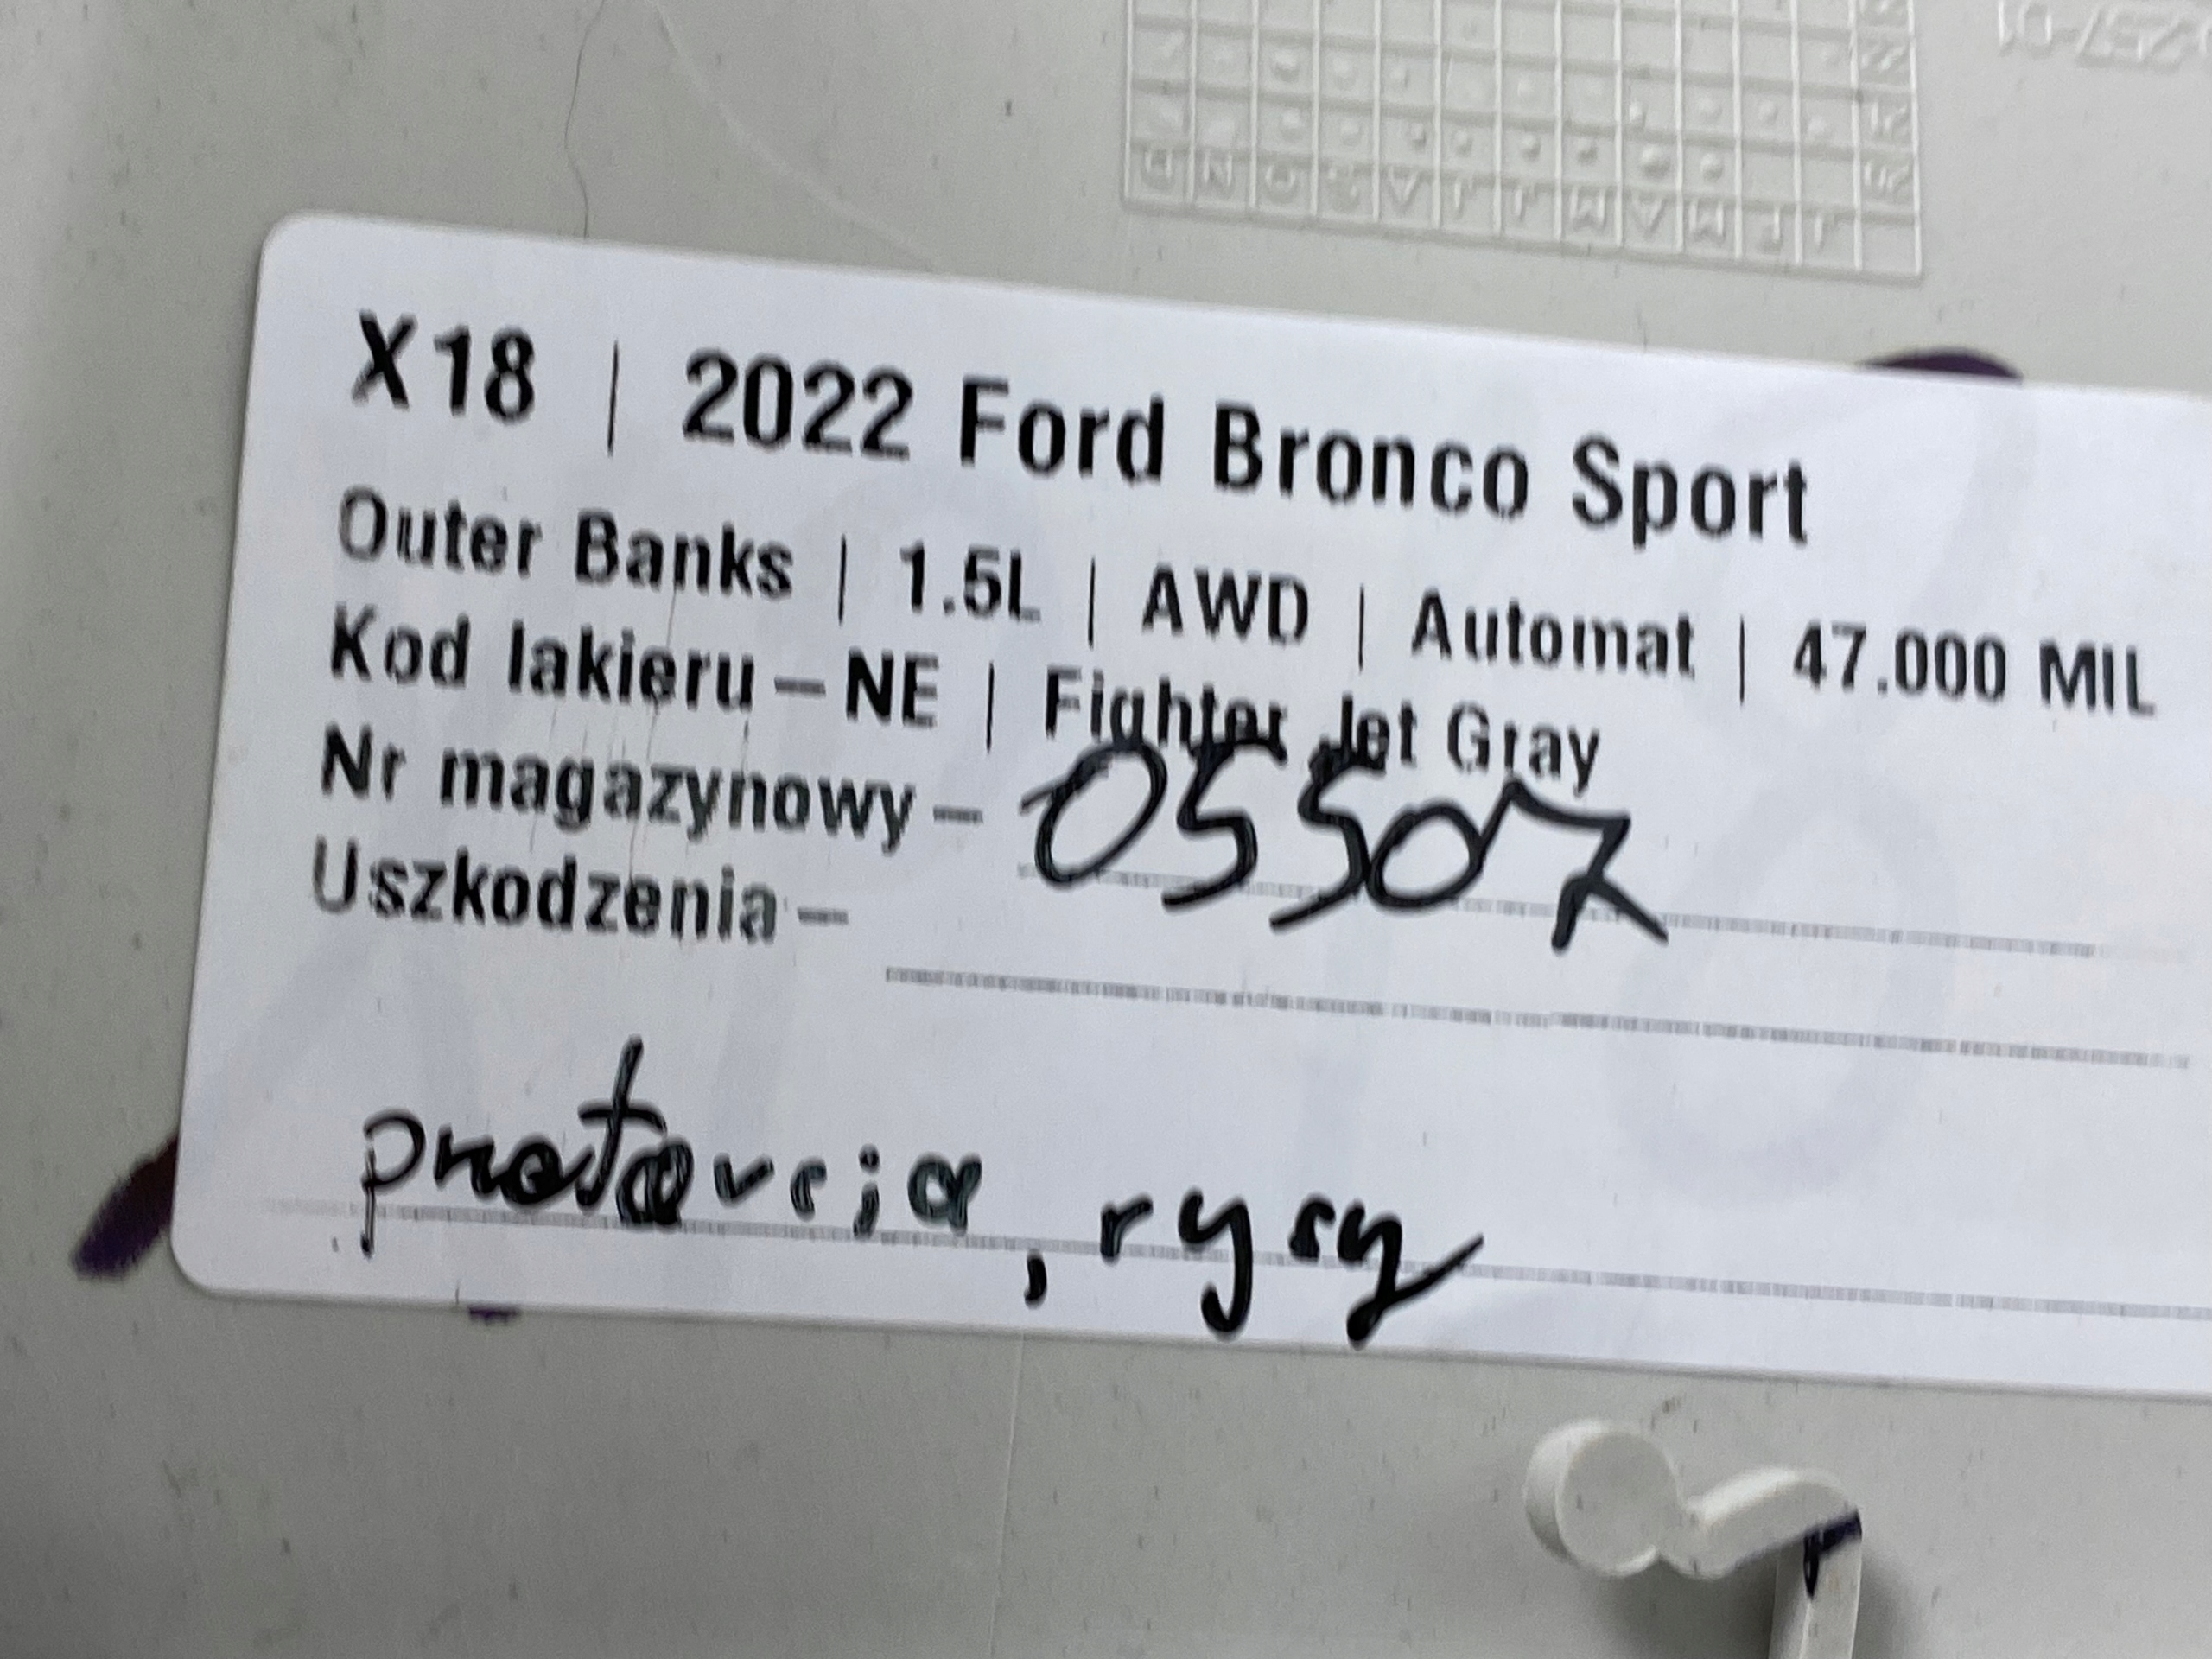 X18 | 2022 Ford Bronco Sport
Outer Banks | 1.5L | AWD | Automat | 47.000 MIL
Kod lakieru – NE | Fighter Jet Gray
Nr magazynowy – 05507
Uszkodzenia –
, rysy